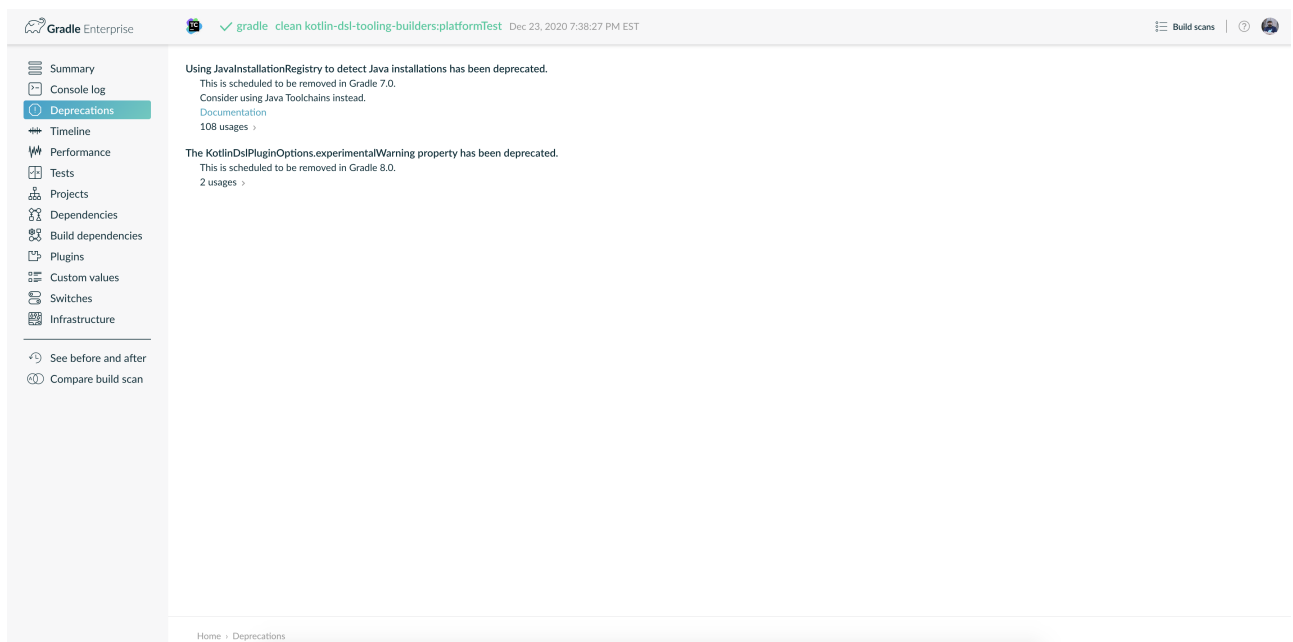 Gradle Enterprise
TC
gradle clean kotlin-dsl-tooling-builders:platformTest Dec 23, 2020 7:38:27 PM EST
Build scans
?
Summary
Console log
Deprecations
Timeline
Performance
Tests
Projects
Dependencies
Build dependencies
Plugins
Custom values
Switches
Infrastructure
See before and after
Compare build scan
Using JavaInstallationRegistry to detect Java installations has been deprecated.
This is scheduled to be removed in Gradle 7.0.
Consider using Java Toolchains instead.
Documentation
108 usages ›
The KotlinDslPluginOptions.experimentalWarning property has been deprecated.
This is scheduled to be removed in Gradle 8.0.
2 usages ›
Home › Deprecations